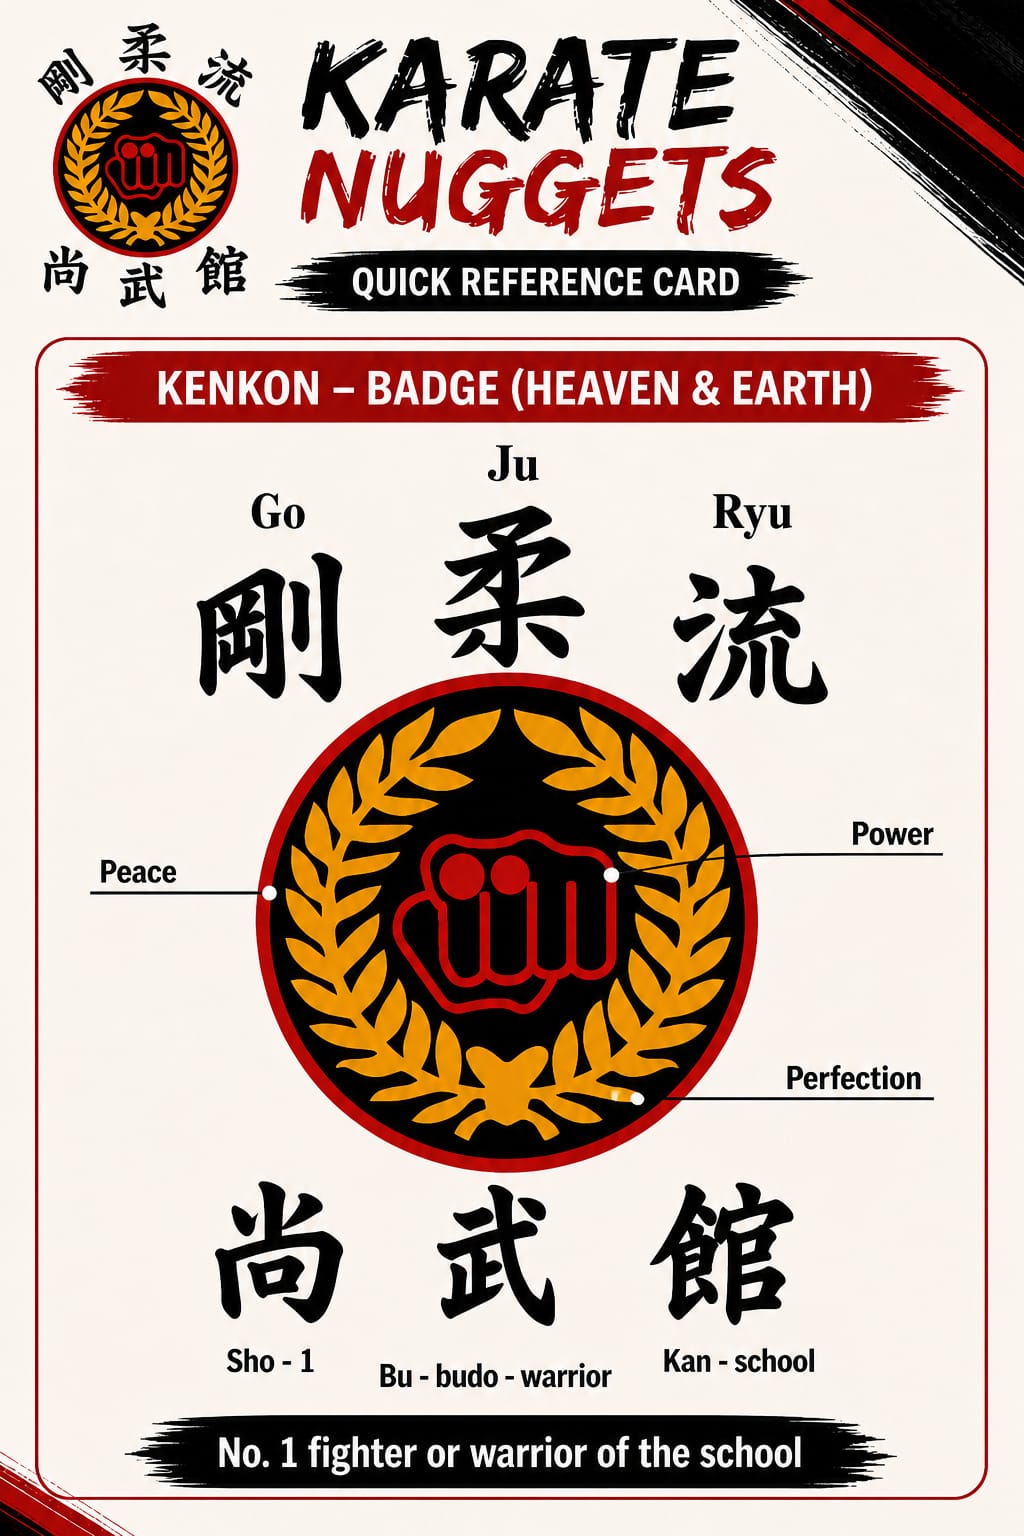 剛 柔 流
尚 武 館
KARATE
NUGGETS
QUICK REFERENCE CARD
KENKON – BADGE (HEAVEN & EARTH)
Go Ju Ryu
剛 柔 流
Peace
Power
Perfection
尚 武 館
Sho - 1 Bu - budo - warrior Kan - school
No. 1 fighter or warrior of the school